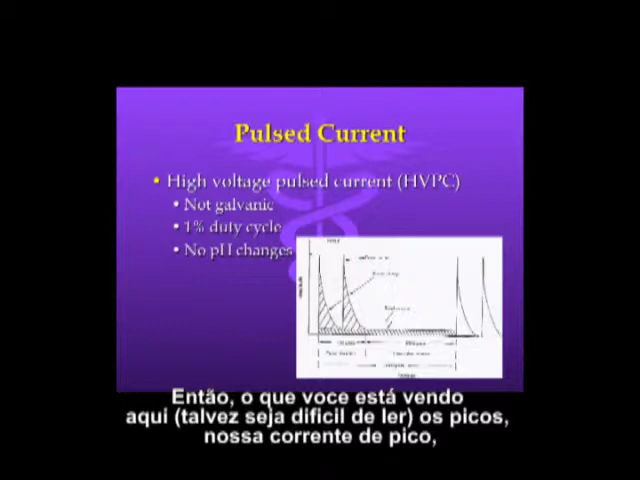 Pulsed Current
• High voltage pulsed current (HVPC)
• Not galvanic
• 1% duty cycle
• No pH changes
Então, o que voce está vendo
aqui (talvez seja dificil de ler) os picos,
nossa corrente de pico,